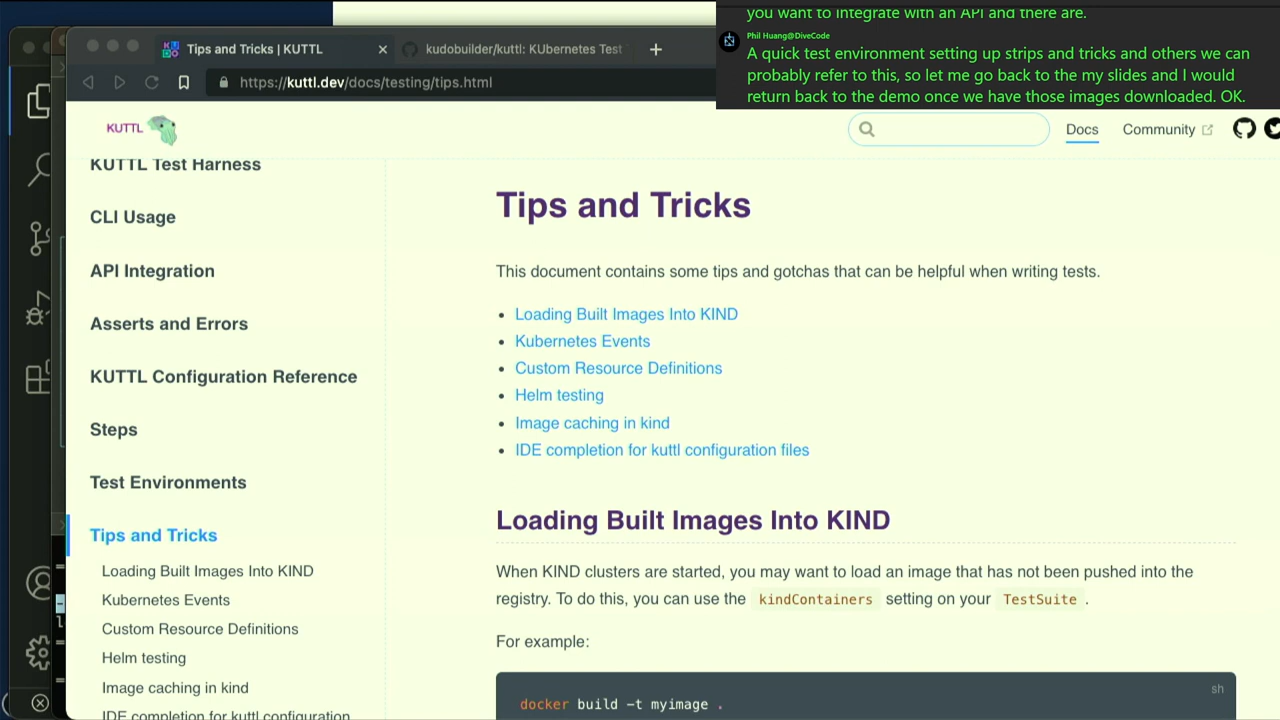 you want to integrate with an API and there are.
Phil Huang@DiveCode
A quick test environment setting up strips and tricks and others we can
probably refer to this, so let me go back to the my slides and I would
return back to the demo once we have those images downloaded. OK.
Tips and Tricks | KUTTL
kudobuilder/kuttl: KUbernetes Test
https://kuttl.dev/docs/testing/tips.html
KUTTL
Docs
Community
KUTTL Test Harness
CLI Usage
API Integration
Asserts and Errors
KUTTL Configuration Reference
Steps
Test Environments
Tips and Tricks
Loading Built Images Into KIND
Kubernetes Events
Custom Resource Definitions
Helm testing
Image caching in kind
IDE completion for kuttl configuration
Tips and Tricks
This document contains some tips and gotchas that can be helpful when writing tests.
Loading Built Images Into KIND
Kubernetes Events
Custom Resource Definitions
Helm testing
Image caching in kind
IDE completion for kuttl configuration files
Loading Built Images Into KIND
When KIND clusters are started, you may want to load an image that has not been pushed into the
registry. To do this, you can use the kindContainers setting on your TestSuite .
For example:
sh
docker build -t myimage .